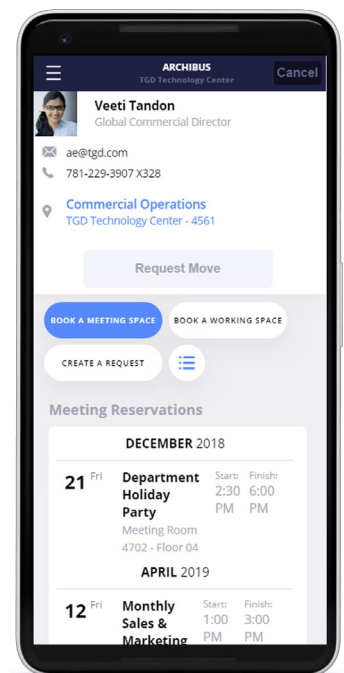 ARCHIBUS
TGD Technology Center
Cancel
Veeti Tandon
Global Commercial Director
ae@tgd.com
781-229-3907 X328
Commercial Operations
TGD Technology Center - 4561
Request Move
BOOK A MEETING SPACE
BOOK A WORKING SPACE
CREATE A REQUEST
Meeting Reservations
DECEMBER 2018
21 Fri
Department
Holiday
Party
Meeting Room
4702 - Floor 04
Start:
2:30
PM
Finish:
6:00
PM
APRIL 2019
12 Fri
Monthly
Sales &
Marketing
Start:
1:00
PM
Finish:
3:00
PM